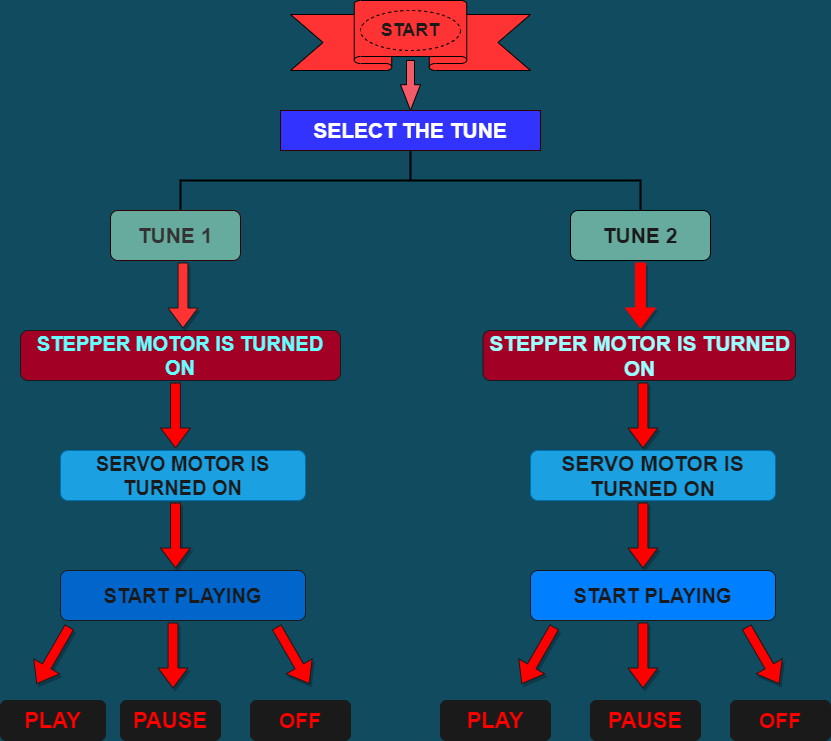 START
SELECT THE TUNE
TUNE 1
TUNE 2
STEPPER MOTOR IS TURNED
ON
STEPPER MOTOR IS TURNED
ON
SERVO MOTOR IS
TURNED ON
SERVO MOTOR IS
TURNED ON
START PLAYING
START PLAYING
PLAY
PAUSE
OFF
PLAY
PAUSE
OFF